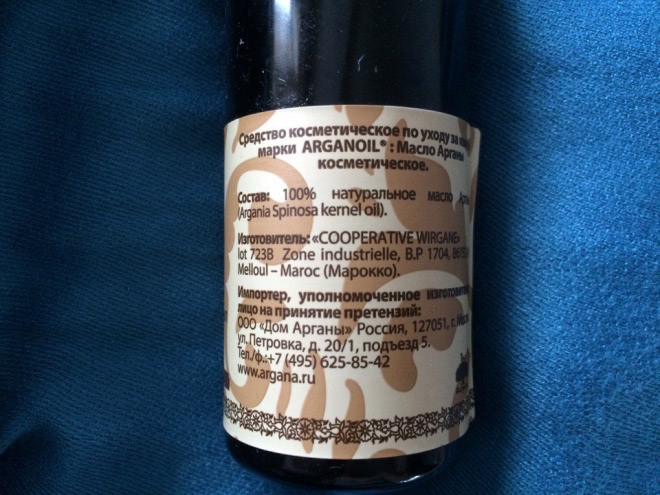 Средство косметическое по уходу за
марки ARGANOIL® : Масло Арганы
косметическое.
Состав: 100% натуральное масло
(Argania Spinosa kernel oil).
Изготовитель: «COOPERATIVE WIRGANE»
lot 723B Zone industrielle, B.P 1704,
Melloul – Maroc (Марокко).
Импортер, уполномоченное
лицо на принятие претензий:
ООО «Дом Арганы» Россия, 127051, г.
ул. Петровка, д. 20/1, подъезд 5.
Тел./ф.:+7 (495) 625-85-42
www.argana.ru